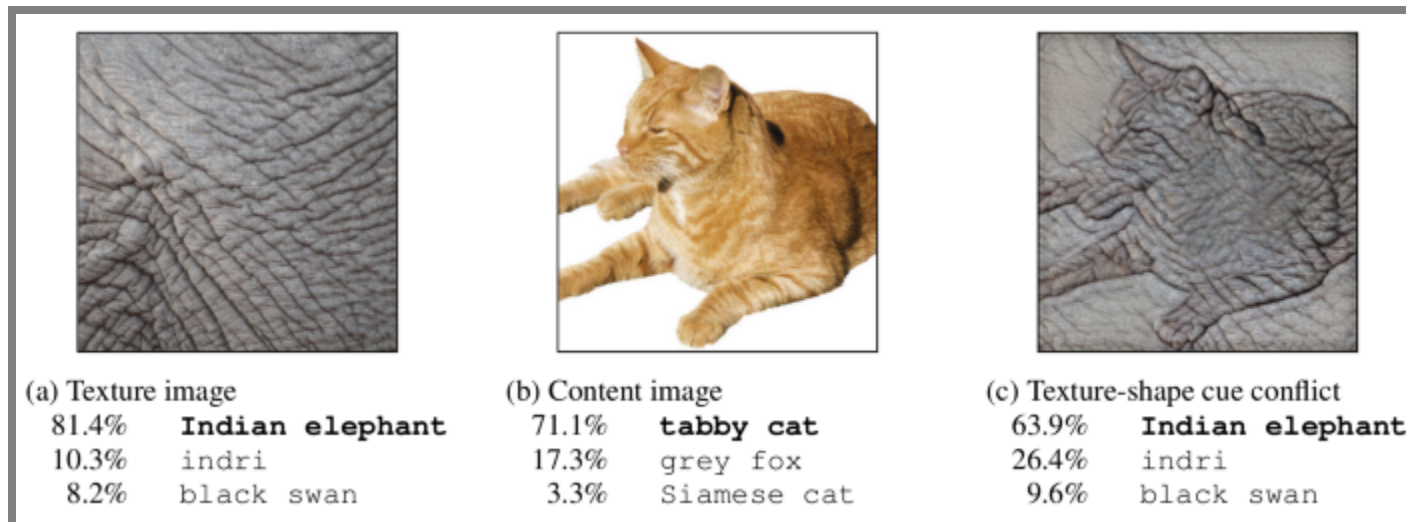 (a) Texture image
81.4% Indian elephant
10.3% indri
8.2% black swan
(b) Content image
71.1% tabby cat
17.3% grey fox
3.3% Siamese cat
(c) Texture-shape cue conflict
63.9% Indian elephant
26.4% indri
9.6% black swan